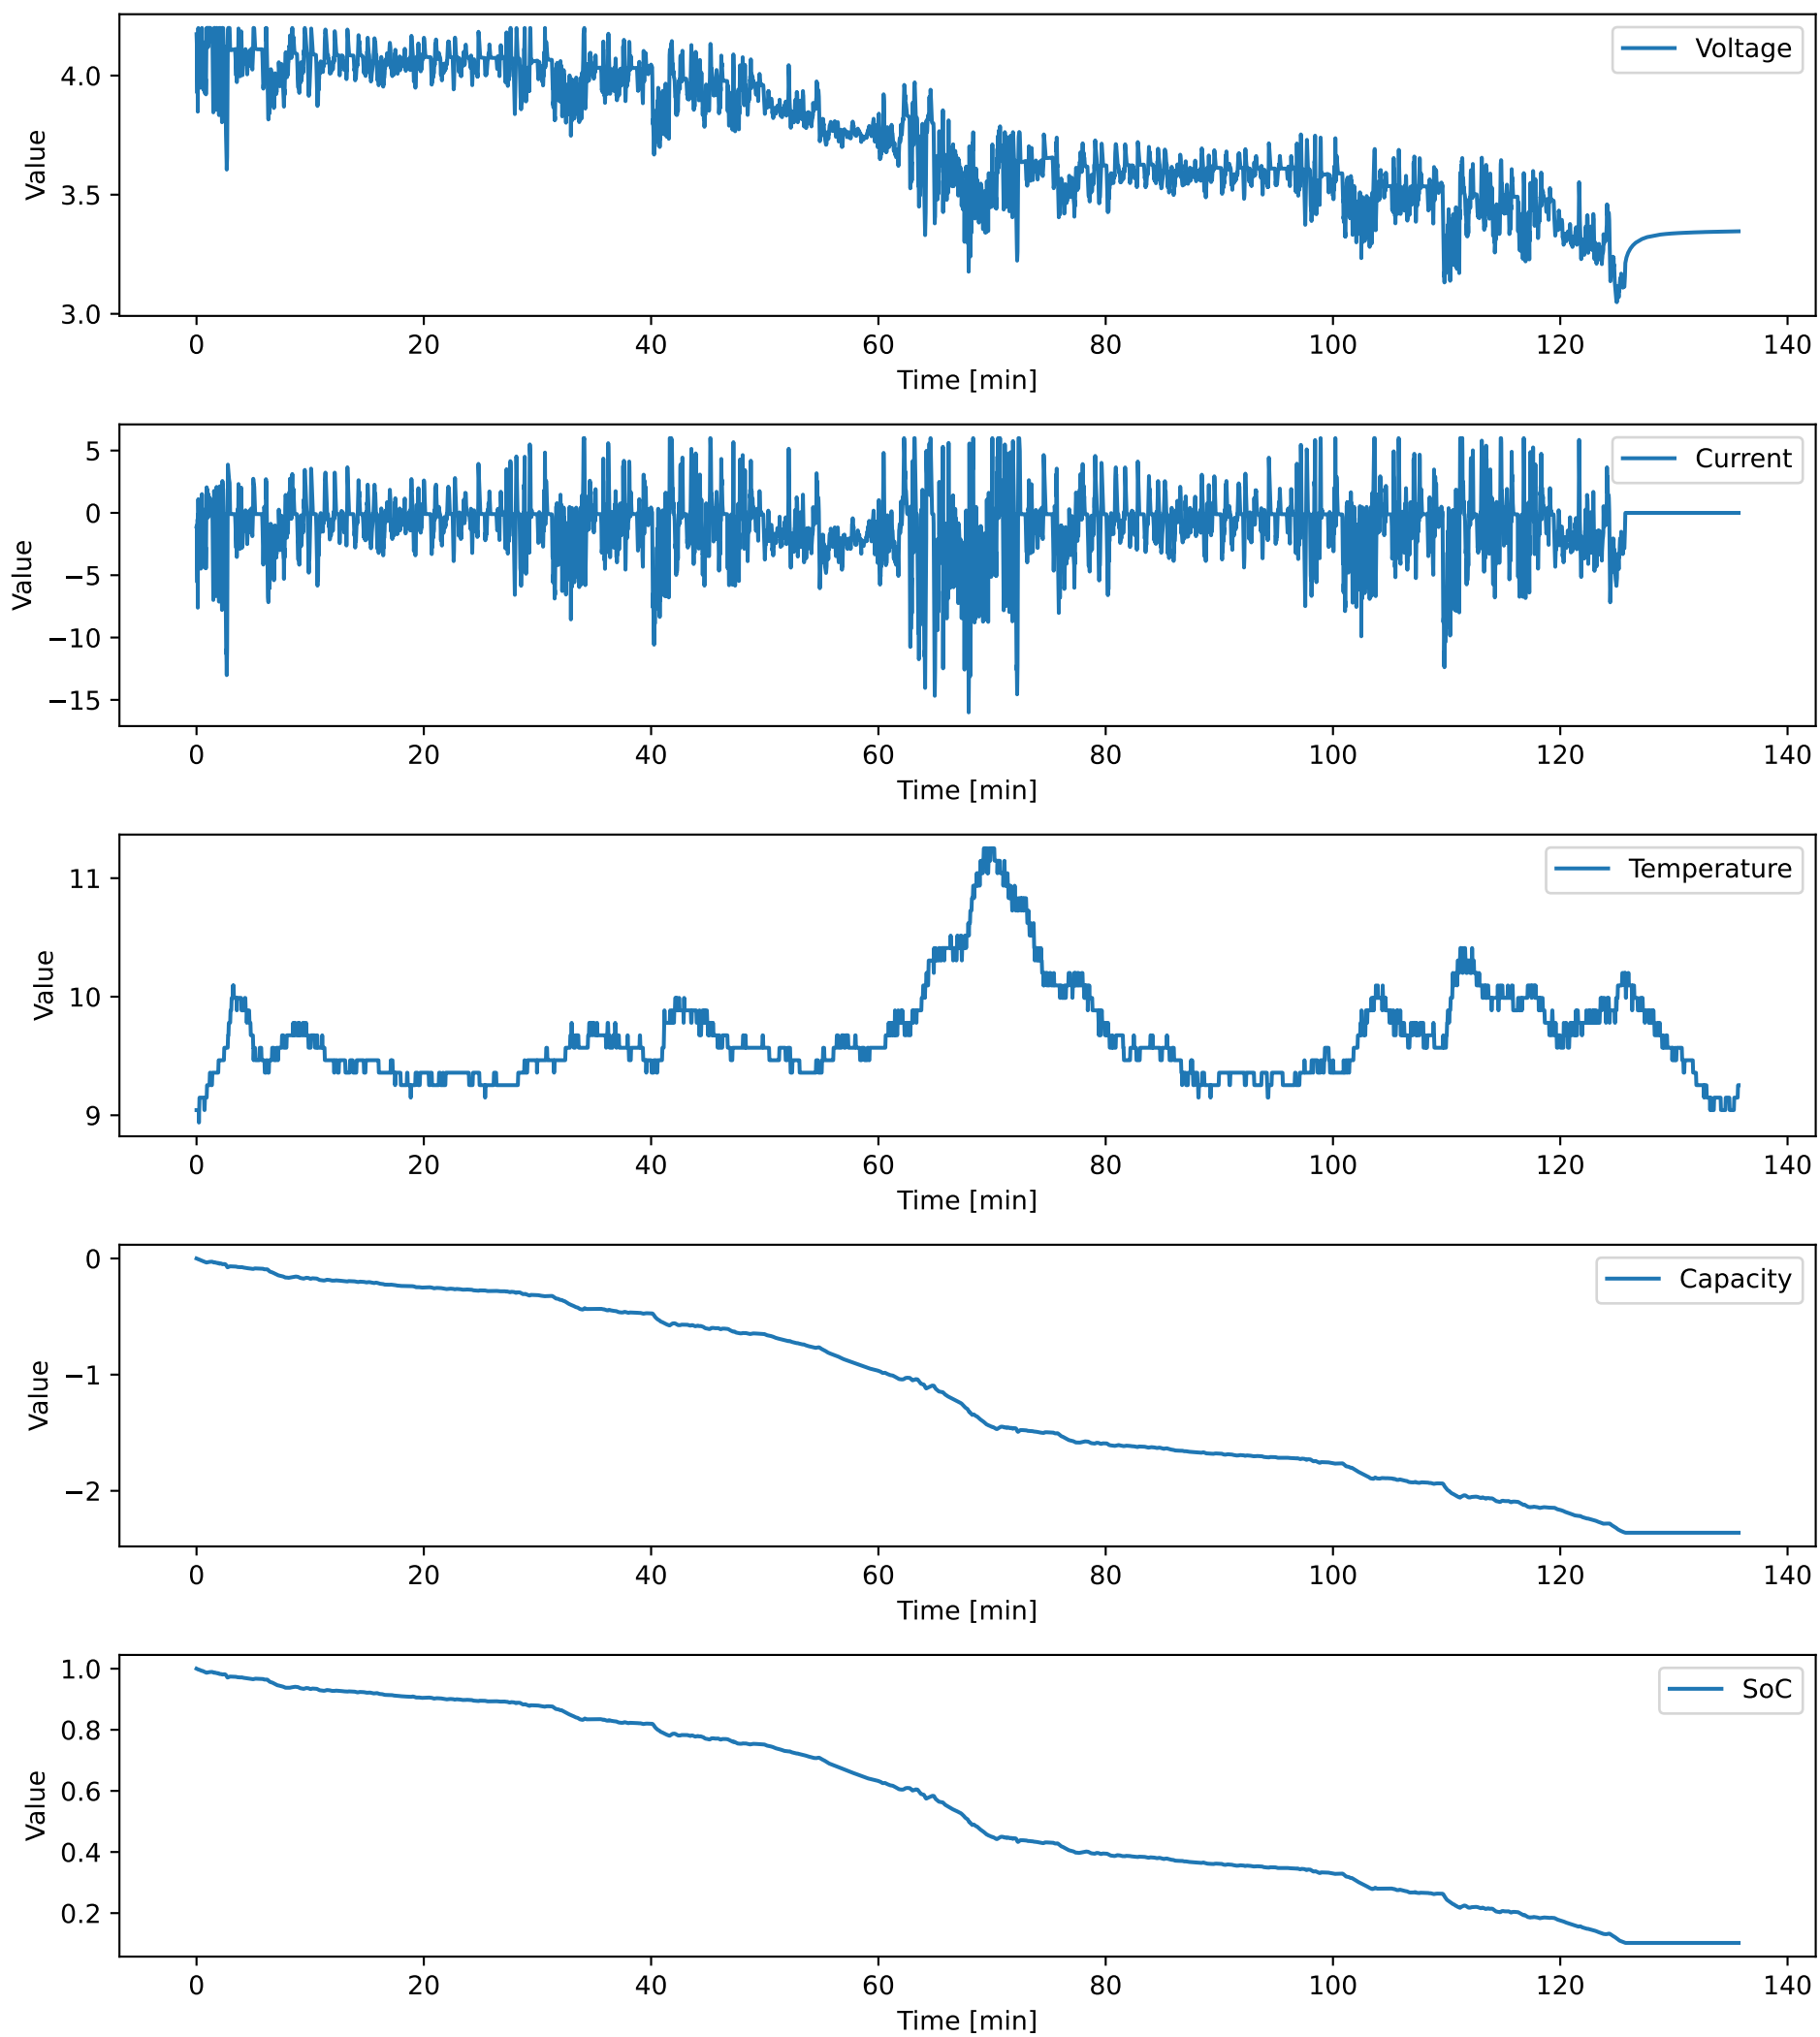 Voltage
4.0
3.5
3.0
Value
0 20 40 60 80 100 120 140
Time [min]
Current
5
0
−5
−10
−15
Value
0 20 40 60 80 100 120 140
Time [min]
Temperature
11
10
9
Value
0 20 40 60 80 100 120 140
Time [min]
Capacity
0
−1
−2
Value
0 20 40 60 80 100 120 140
Time [min]
SoC
1.0
0.8
0.6
0.4
0.2
Value
0 20 40 60 80 100 120 140
Time [min]